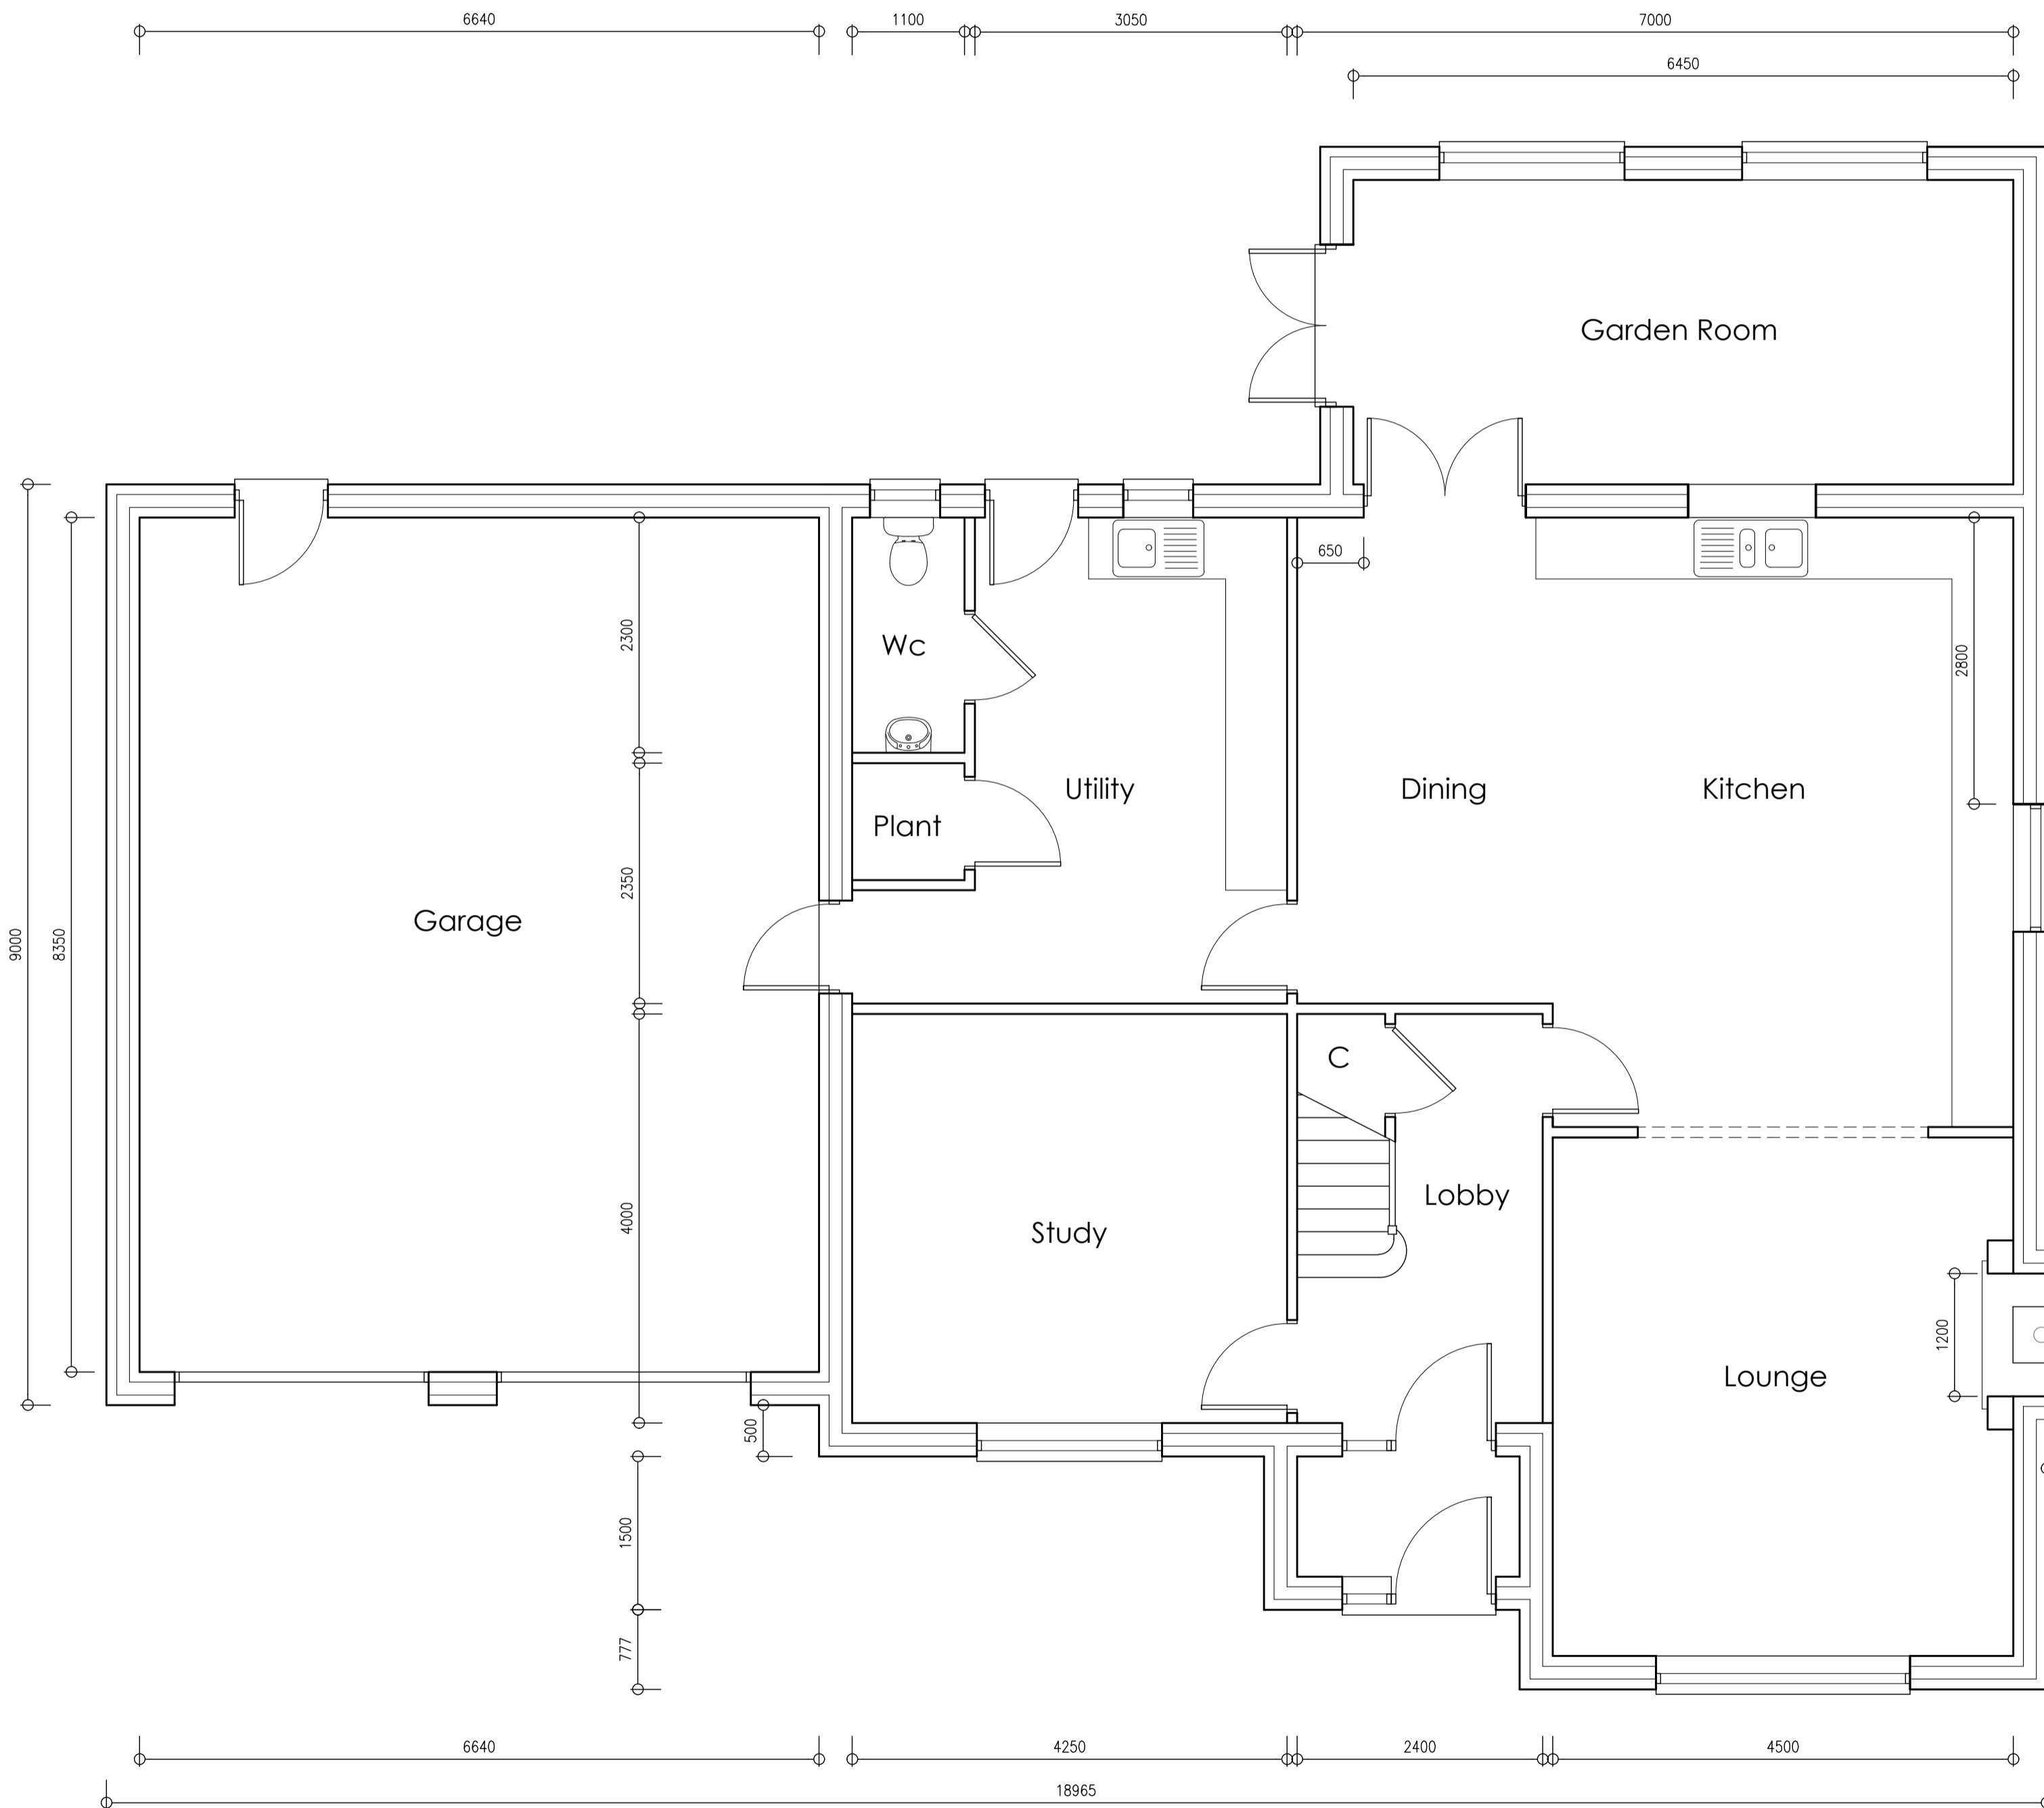 6640
1100
3050
7000
6450
Garden Room
650
2300
Wc
2800
Utility
Dining
Kitchen
Plant
2350
Garage
9000
8350
C
Lobby
4000
Study
1200
Lounge
500
1500
777
6640
4250
2400
4500
18965